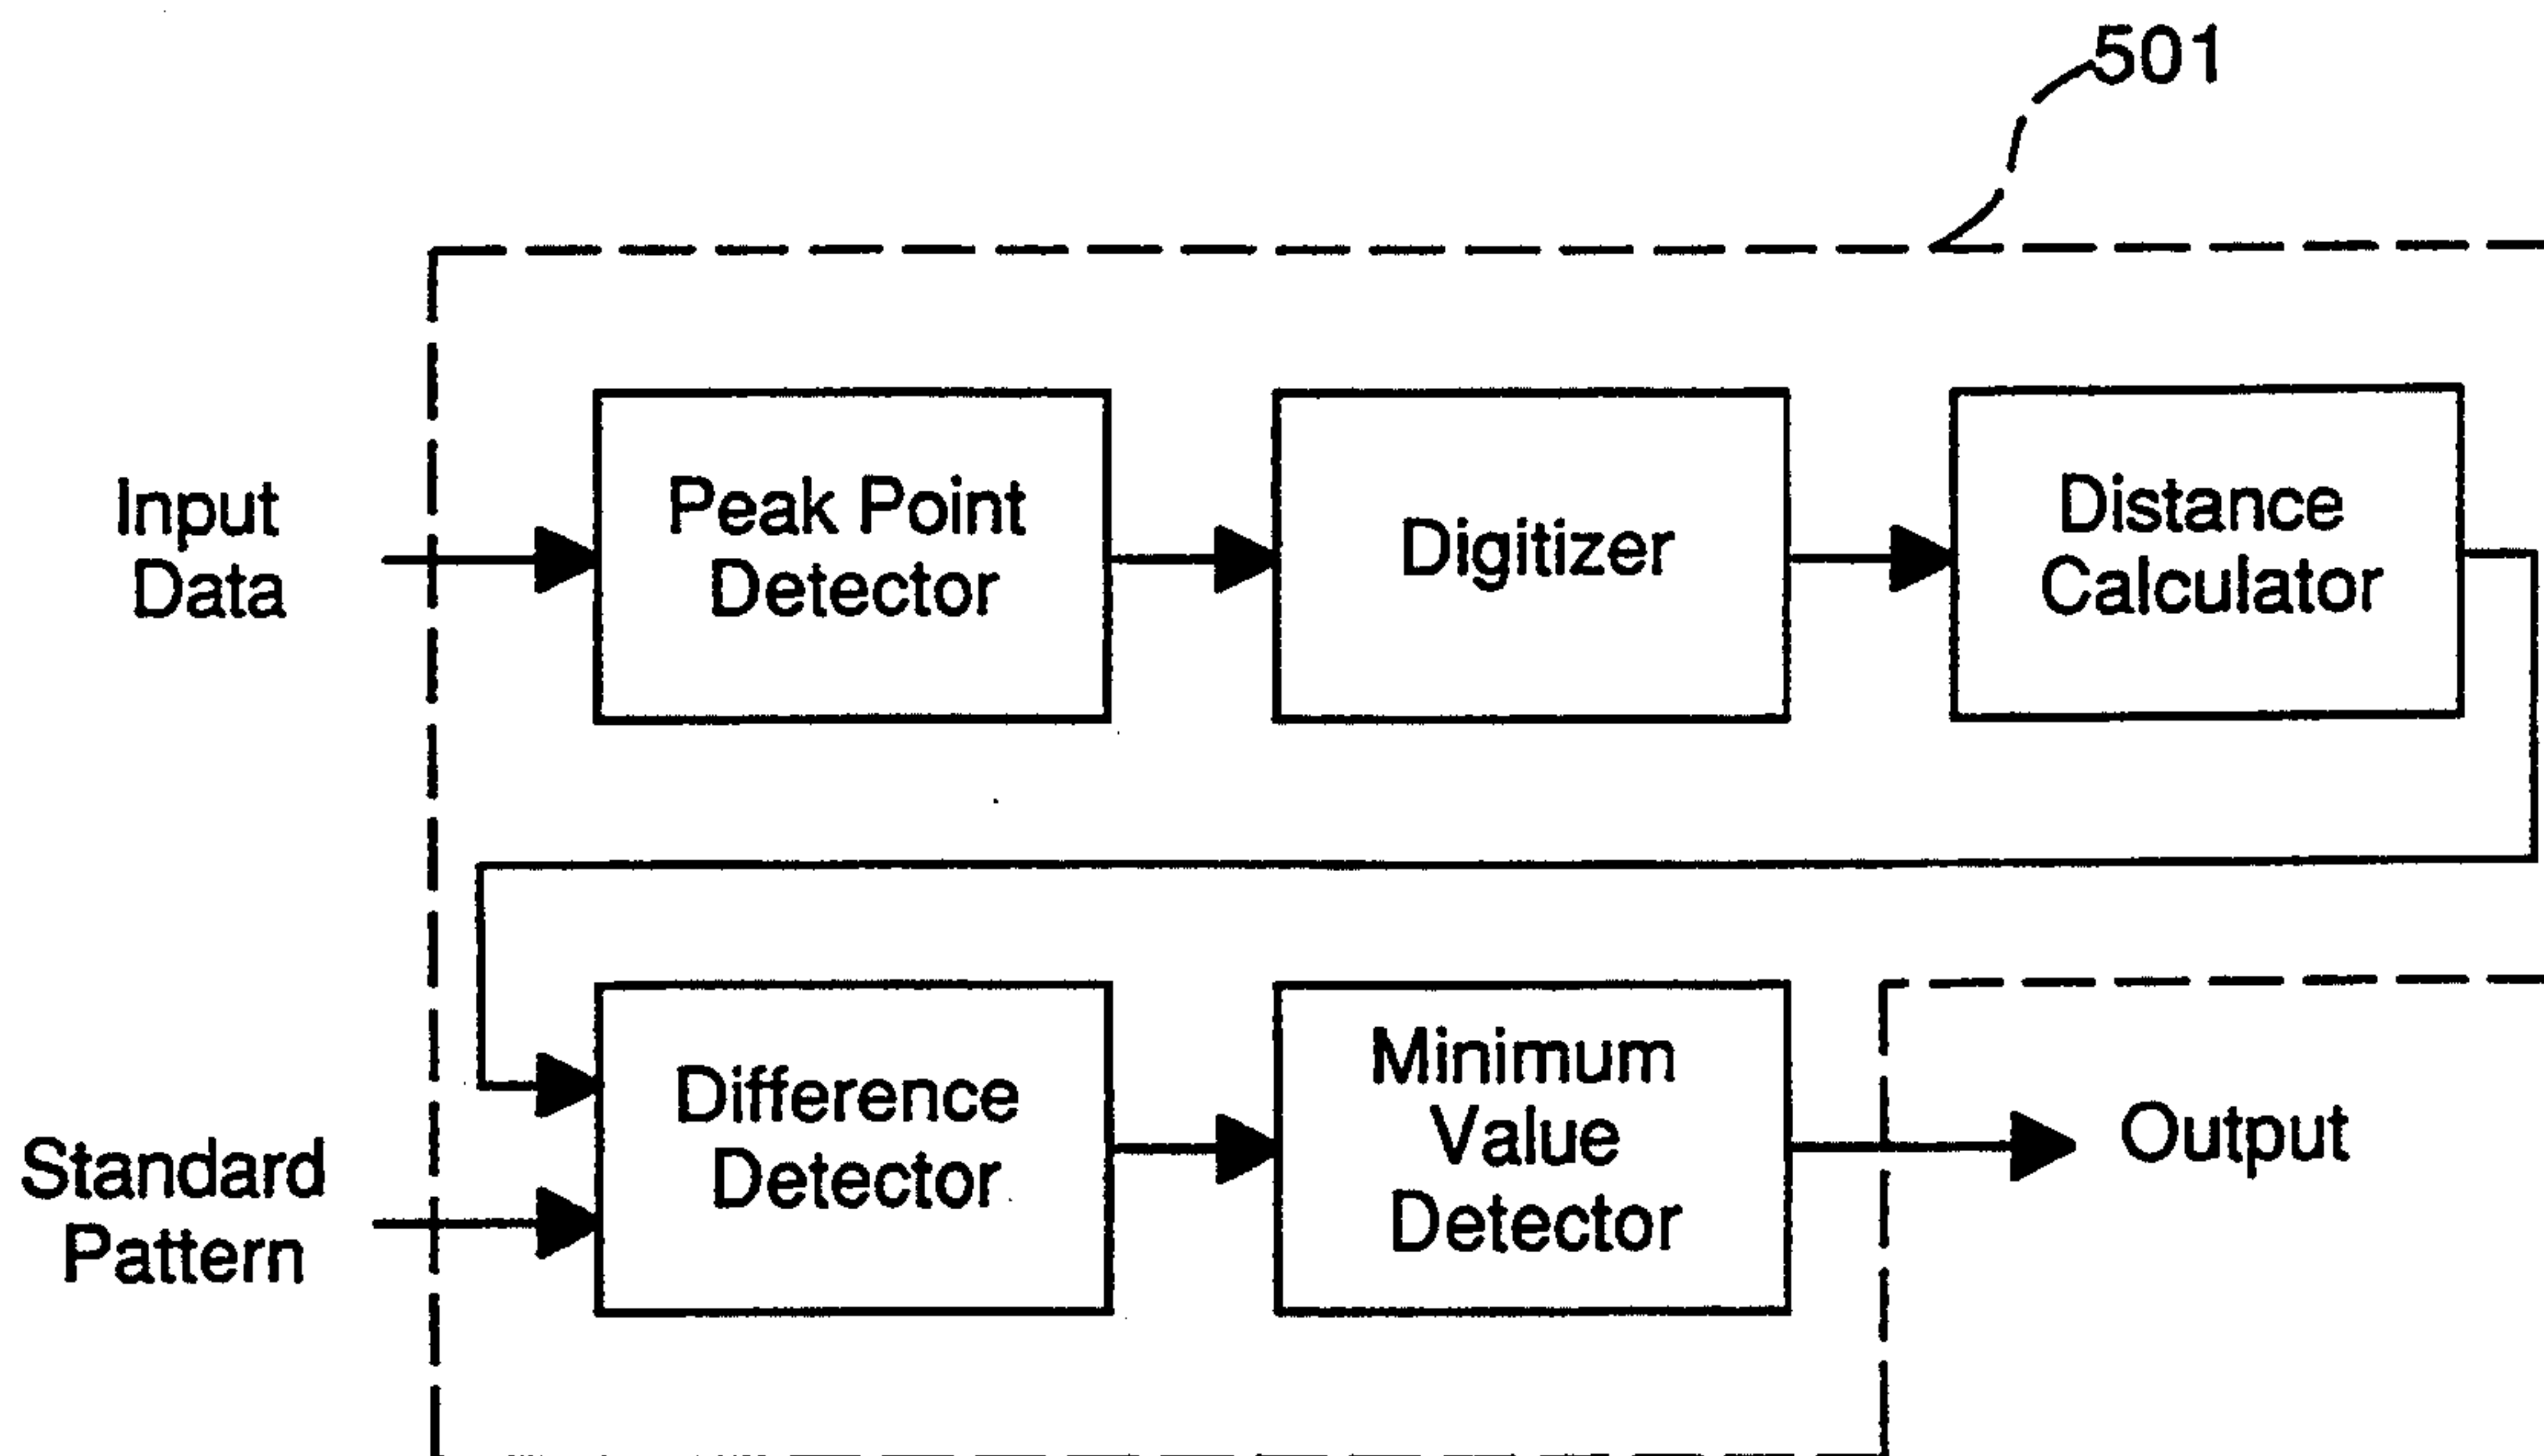 501
Input
Data
Peak Point
Detector
Digitizer
Distance
Calculator
Standard
Pattern
Difference
Detector
Minimum
Value
Detector
Output